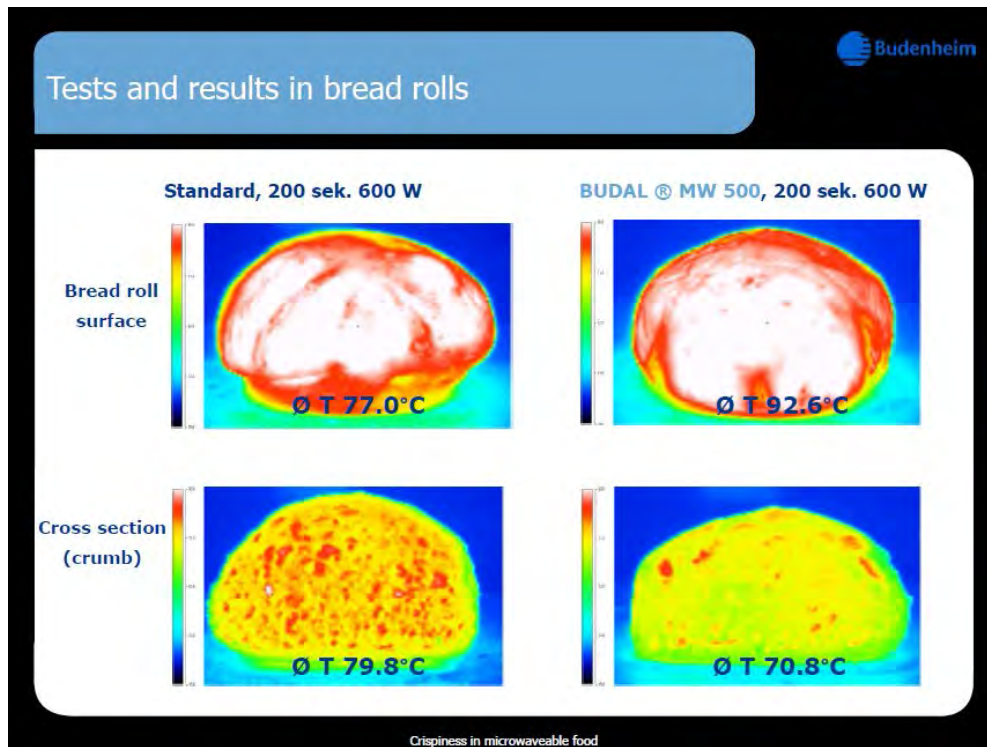 Budenheim
Tests and results in bread rolls
Standard, 200 sek. 600 W
BUDAL ® MW 500, 200 sek. 600 W
Bread roll
surface
Ø T 77.0°C
Ø T 92.6°C
Cross section
(crumb)
Ø T 79.8°C
Ø T 70.8°C
Crispiness in microwaveable food